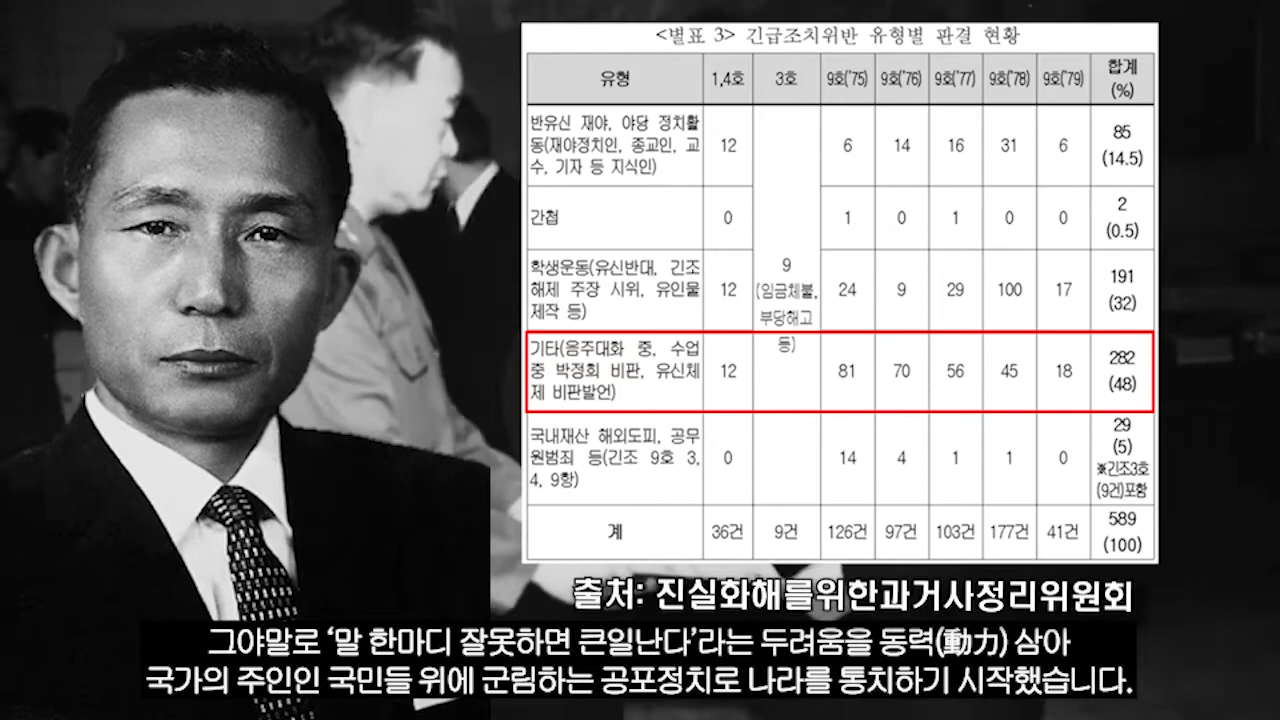 <별표 3> 긴급조치위반 유형별 판결 현황
유형 1,4호 3호 9호('75) 9호('76) 9호('77) 9호('78) 9호('79) 합계
(%)
반유신 재야, 야당 정치활
동(재야정치인, 종교인, 교
수, 기자 등 지식인)
12 6 14 16 31 6 85
(14.5)
간첩 0 1 0 1 0 0 2
(0.5)
학생운동(유신반대, 긴조
해제 주장 시위, 유인물
제작 등)
12 24 9 29 100 17 191
(32)
9
(임금체불,
부당해고
등)
기타(음주대화 중, 수업
중 박정희 비판, 유신체
제 비판발언)
12 81 70 56 45 18 282
(48)
국내재산 해외도피, 공무
원범죄 등(긴조 9호 3,
4, 9항)
0 14 4 1 1 0 29
(5)
※긴조3호
(9건)포함
계 36건 9건 126건 97건 103건 177건 41건 589
(100)
출처: 진실화해를위한과거사정리위원회
그야말로 '말 한마디 잘못하면 큰일난다'라는 두려움을 동력(動力) 삼아
국가의 주인인 국민들 위에 군림하는 공포정치로 나라를 통치하기 시작했습니다.